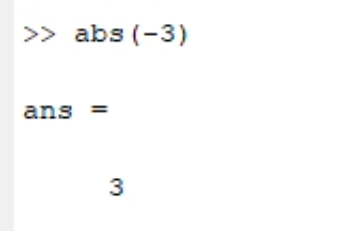 >> abs(-3)
ans =
3